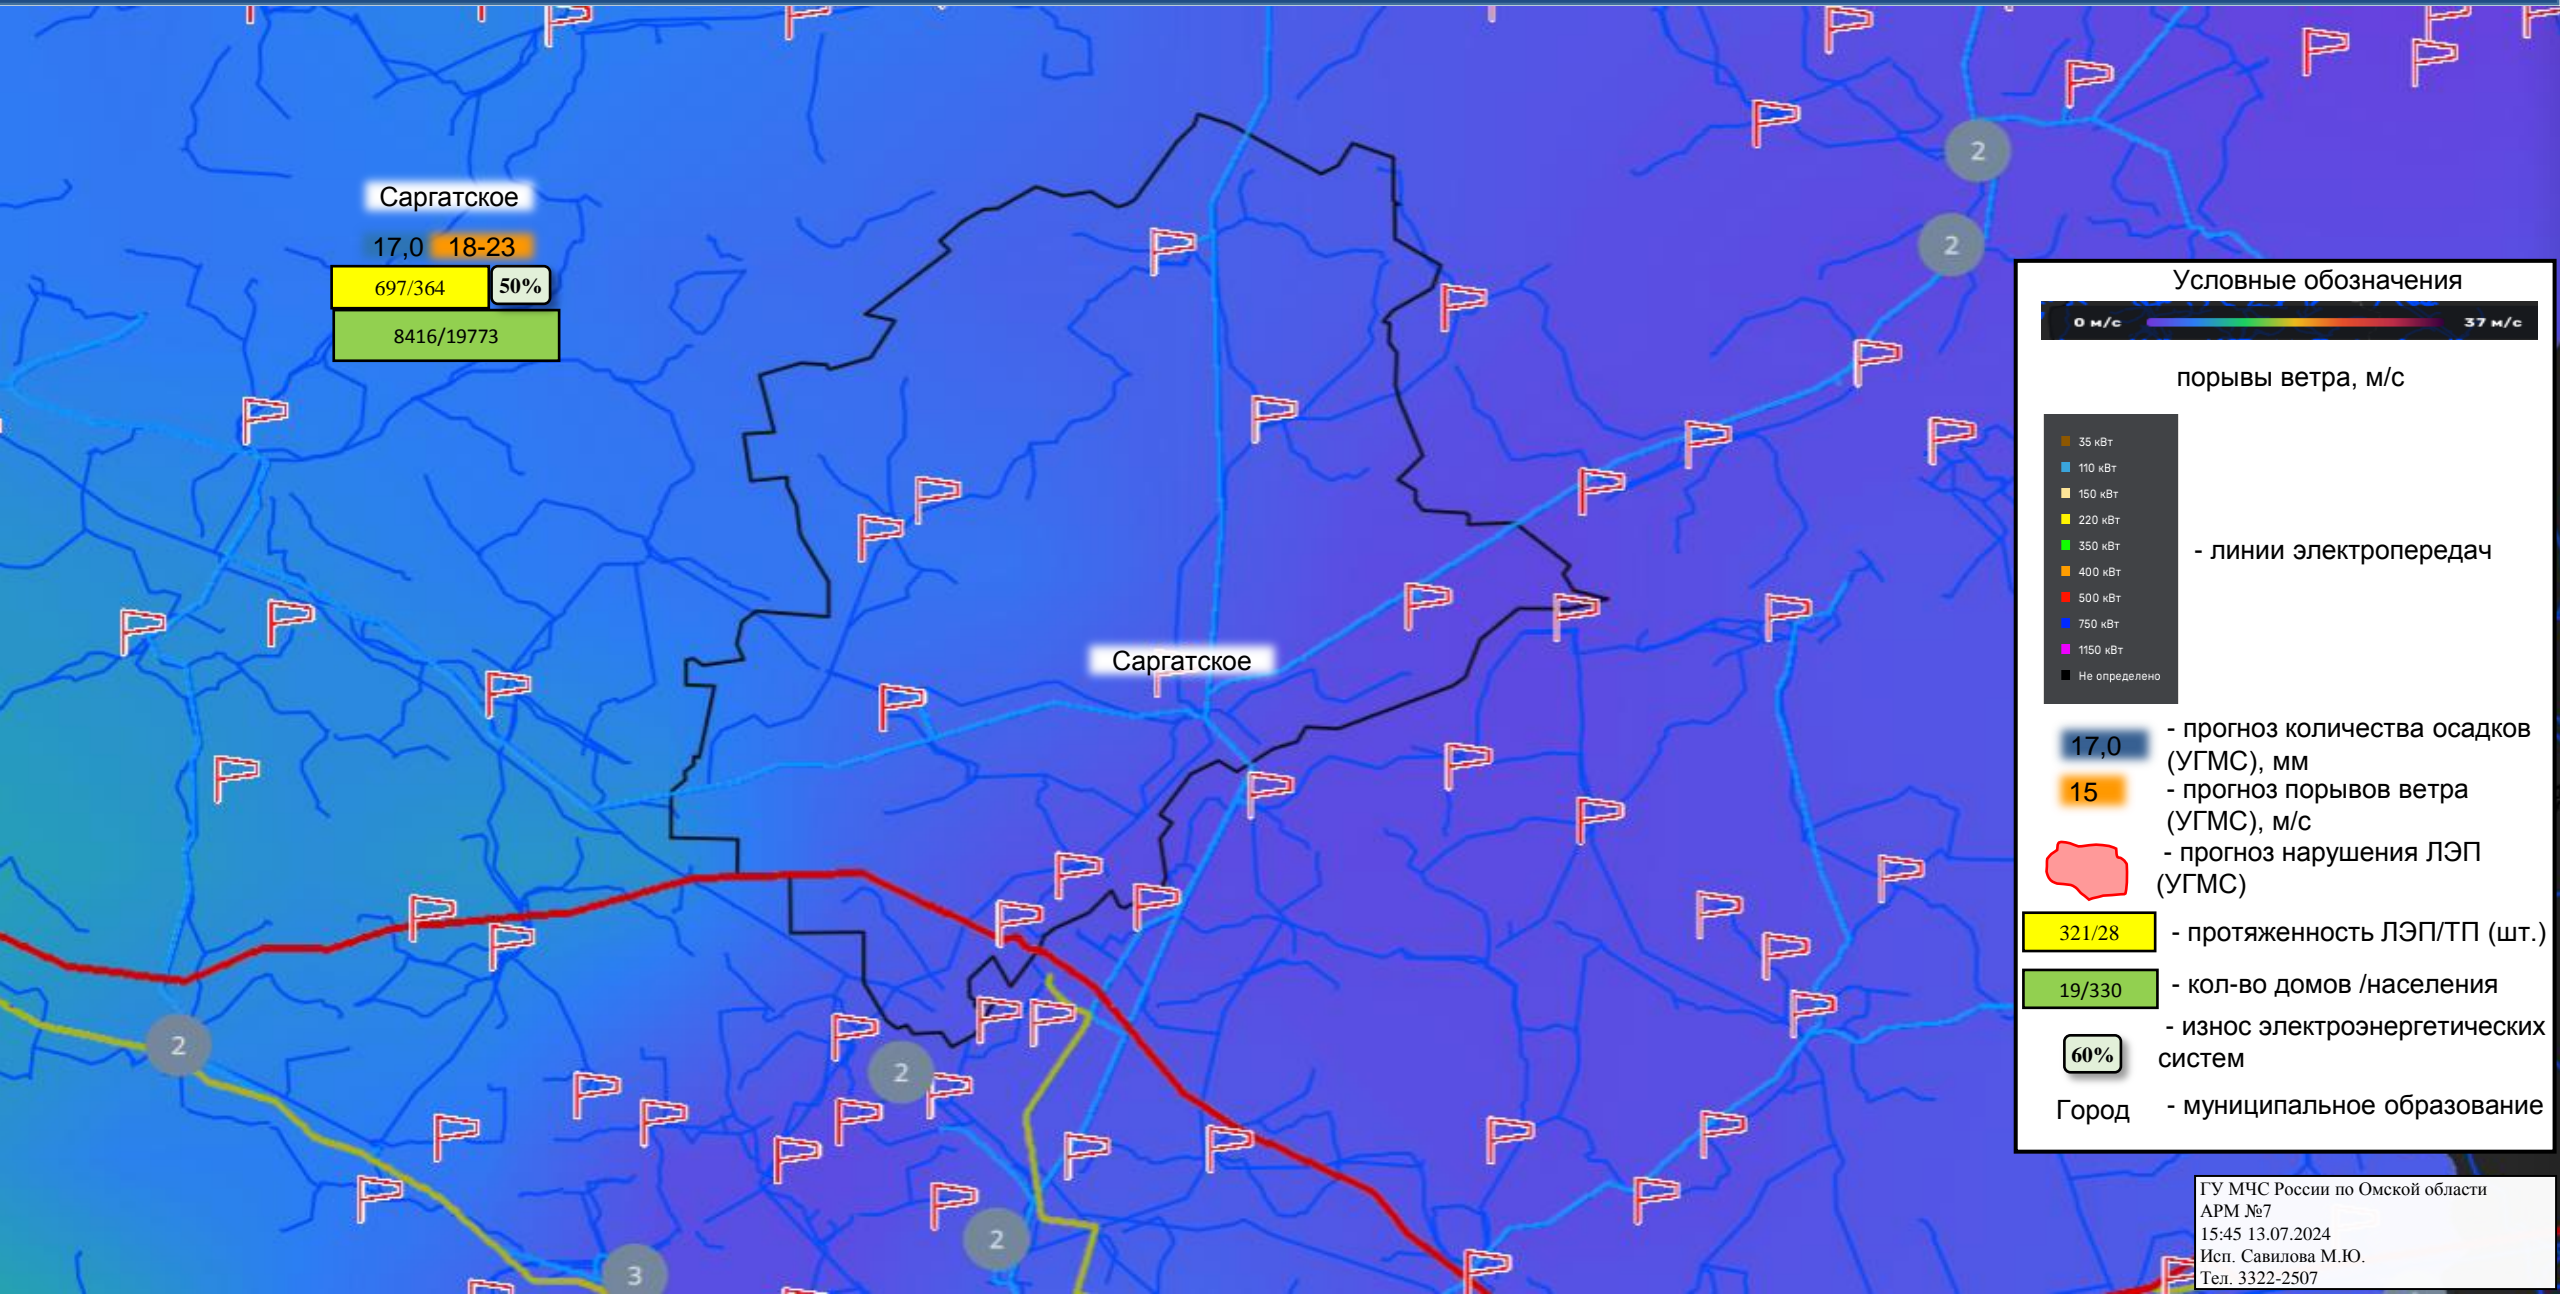 2
2
Саргатское
17,0 18-23
697/364 50%
8416/19773
Саргатское
2
2
2
3
Условные обозначения
0 м/с 37 м/с
порывы ветра, м/с
35 кВт
110 кВт
150 кВт
220 кВт
350 кВт
400 кВт
500 кВт
750 кВт
1150 кВт
Не определено
- линии электропередач
17,0 - прогноз количества осадков
(УГМС), мм
15 - прогноз порывов ветра
(УГМС), м/с
- прогноз нарушения ЛЭП
(УГМС)
321/28 - протяженность ЛЭП/ТП (шт.)
19/330 - кол-во домов /населения
60% - износ электроэнергетических
систем
Город - муниципальное образование
ГУ МЧС России по Омской области
АРМ №7
15:45 13.07.2024
Исп. Савилова М.Ю.
Тел. 3322-2507